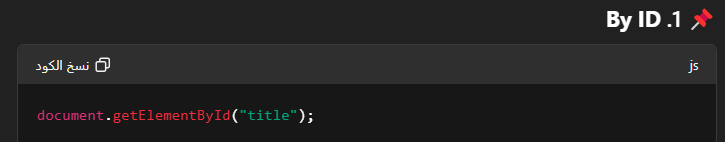 📌 1. By ID
js
نسخ الكود
document.getElementById("title");